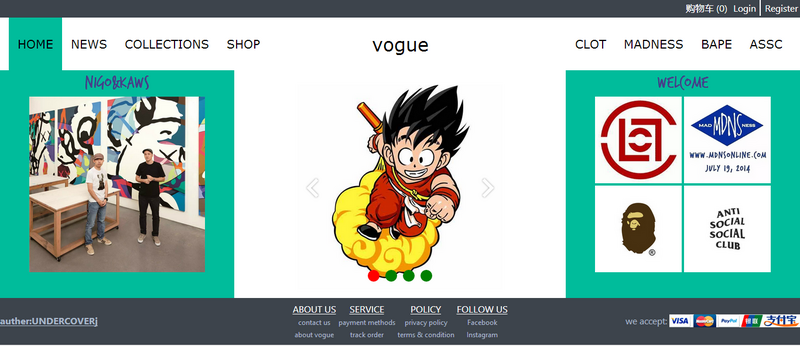 购物车 (0) Login Register
HOME NEWS COLLECTIONS SHOP vogue CLOT MADNESS BAPE ASSC
NIGO&KAWS
WELCOME
MAD MDNS NESS
WWW.MDNSONLINE.COM
JULY 19, 2014
ANTI
SOCIAL
SOCIAL
CLUB
®
ABOUT US SERVICE POLICY FOLLOW US
contact us payment methods privacy policy Facebook
about vogue track order terms & condition Instagram
auther:UNDERCOVERj
we accept: VISA MasterCard PayPal JCB 支付宝